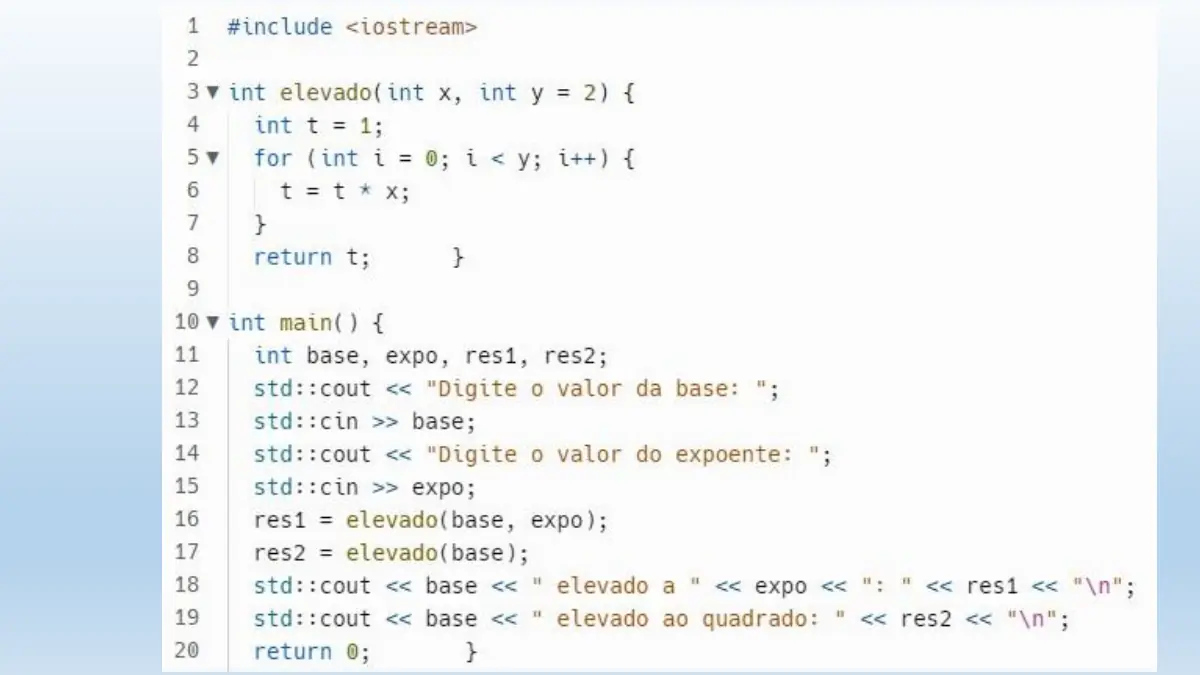 1 #include <iostream>
2
3 ▼ int elevado(int x, int y = 2) {
4 int t = 1;
5 ▼ for (int i = 0; i < y; i++) {
6 t = t * x;
7 }
8 return t; }
9
10 ▼ int main() {
11 int base, expo, res1, res2;
12 std::cout << "Digite o valor da base: ";
13 std::cin >> base;
14 std::cout << "Digite o valor do expoente: ";
15 std::cin >> expo;
16 res1 = elevado(base, expo);
17 res2 = elevado(base);
18 std::cout << base << " elevado a " << expo << ": " << res1 << "\n";
19 std::cout << base << " elevado ao quadrado: " << res2 << "\n";
20 return 0; }